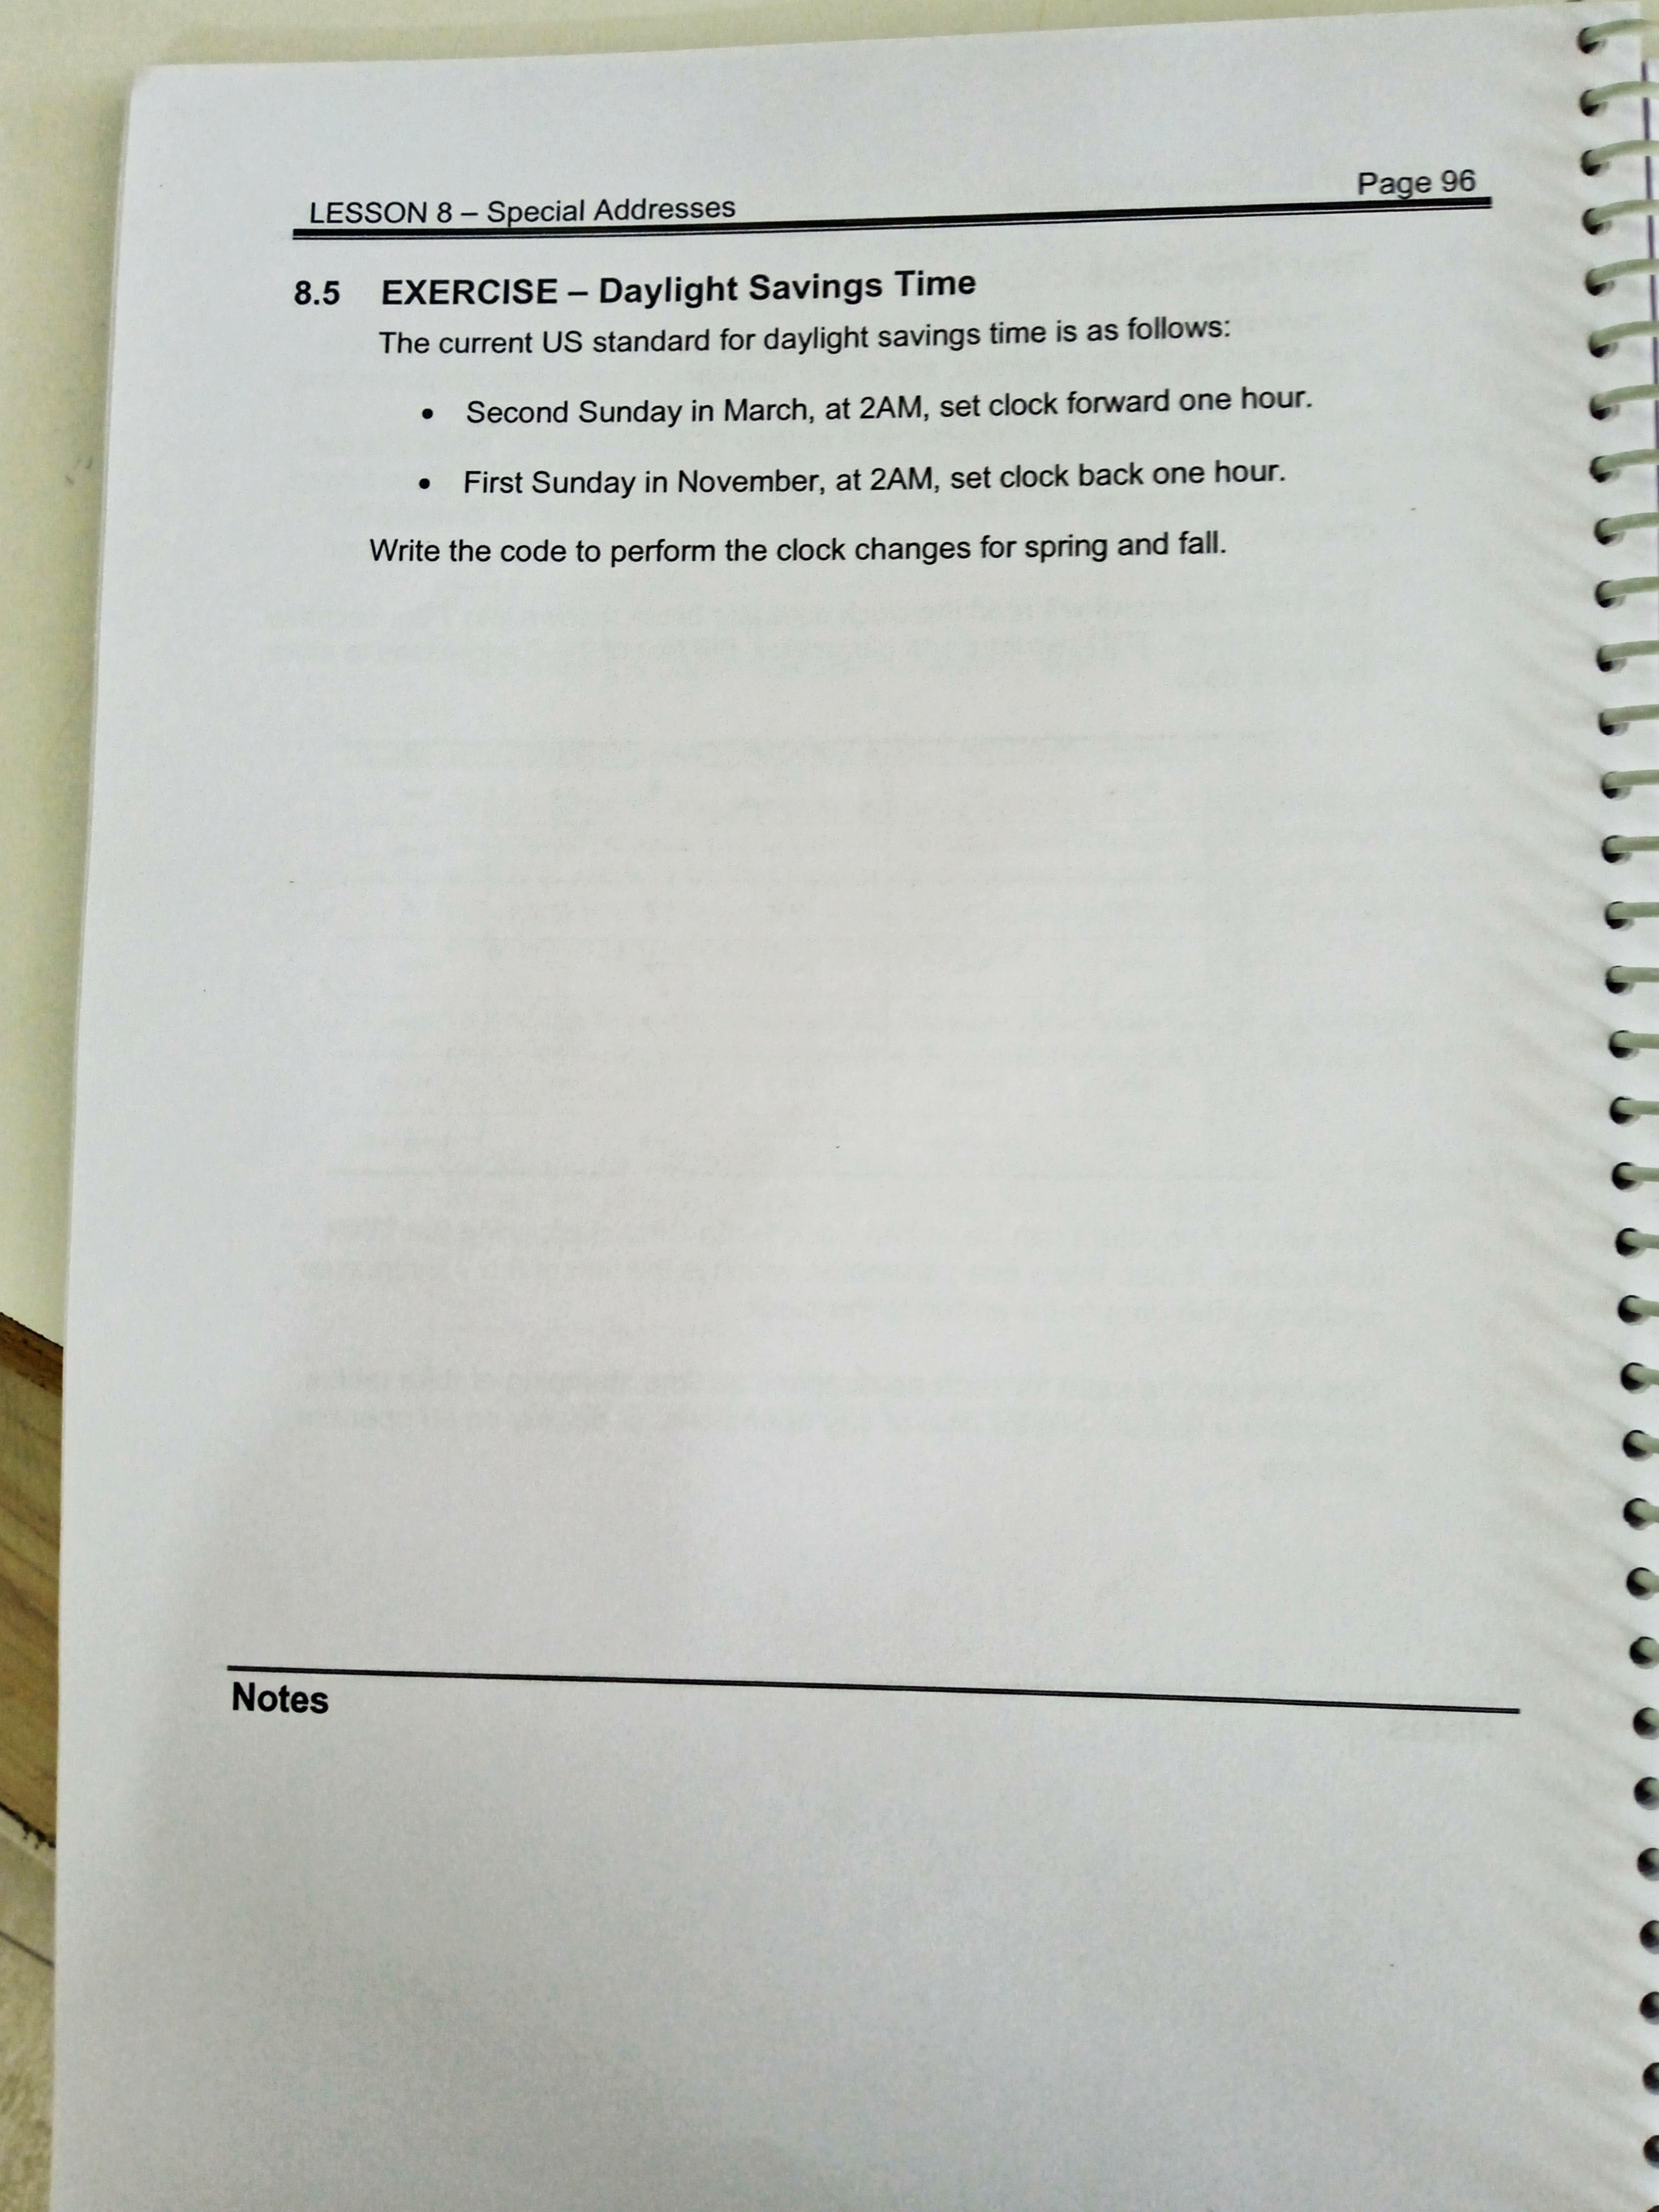 LESSON 8 – Special Addresses Page 96
8.5 EXERCISE – Daylight Savings Time
The current US standard for daylight savings time is as follows:
• Second Sunday in March, at 2AM, set clock forward one hour.
• First Sunday in November, at 2AM, set clock back one hour.
Write the code to perform the clock changes for spring and fall.
Notes